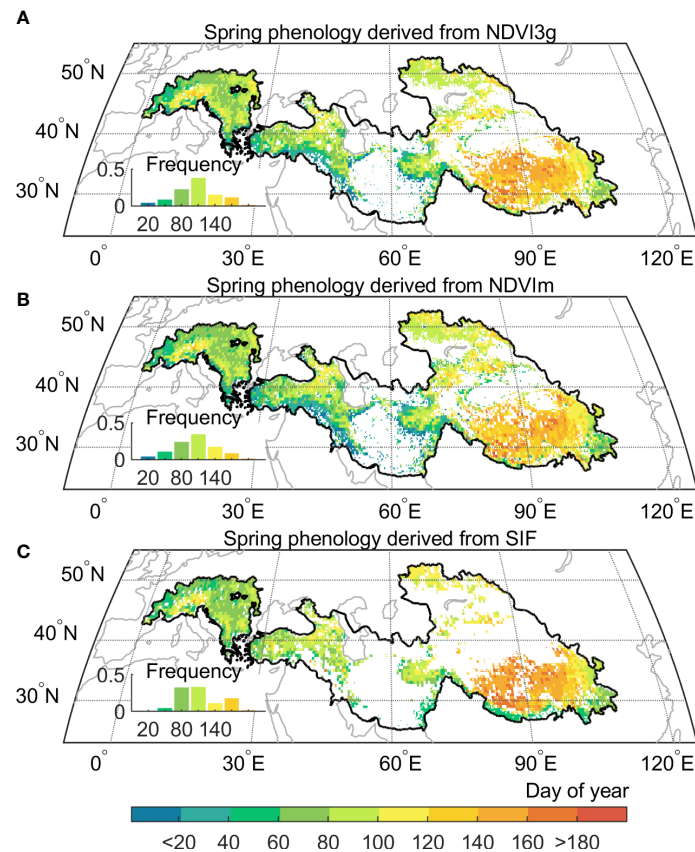 A
Spring phenology derived from NDVI3g
50°N
40°N
30°N
Frequency
0.5
0
20 80 140
0° 30°E 60°E 90°E 120°E
B
Spring phenology derived from NDVIm
50°N
40°N
30°N
Frequency
0.5
0
20 80 140
0° 30°E 60°E 90°E 120°E
C
Spring phenology derived from SIF
50°N
40°N
30°N
Frequency
0.5
0
20 80 140
0° 30°E 60°E 90°E 120°E
Day of year
<20 40 60 80 100 120 140 160 >180